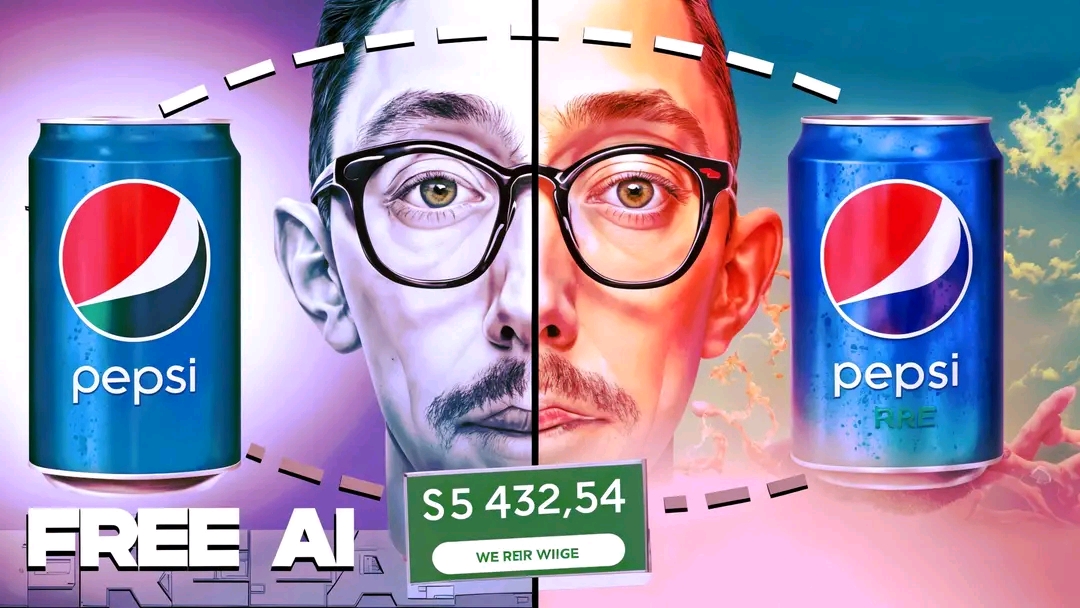 pepsi
pepsi
RRE
FREE AI
$5 432,54
WE REIR WIIGE